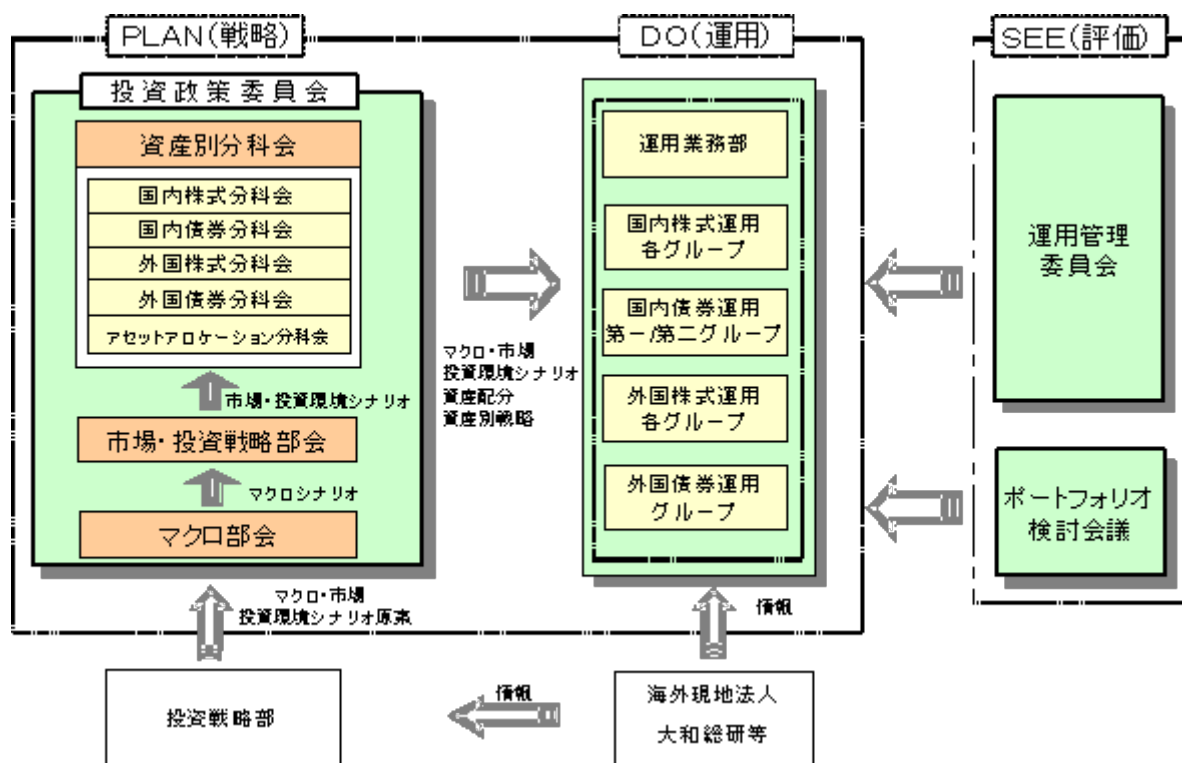 PLAN(戦略)
DO(運用)
SEE(評価)
投資政策委員会
資産別分科会
国内株式分科会
国内債券分科会
外国株式分科会
外国債券分科会
アセットアロケーション分科会
市場・投資環境シナリオ
市場・投資戦略部会
マクロシナリオ
マクロ部会
マクロ・市場
投資環境シナリオ
資産配分
資産別戦略
運用業務部
国内株式運用
各グループ
国内債券運用
第一/第二グループ
外国株式運用
各グループ
外国債券運用
グループ
運用管理
委員会
ポートフォリオ
検討会議
マクロ・市場
投資環境シナリオ原案
情報
投資戦略部
情報
海外現地法人
大和総研等